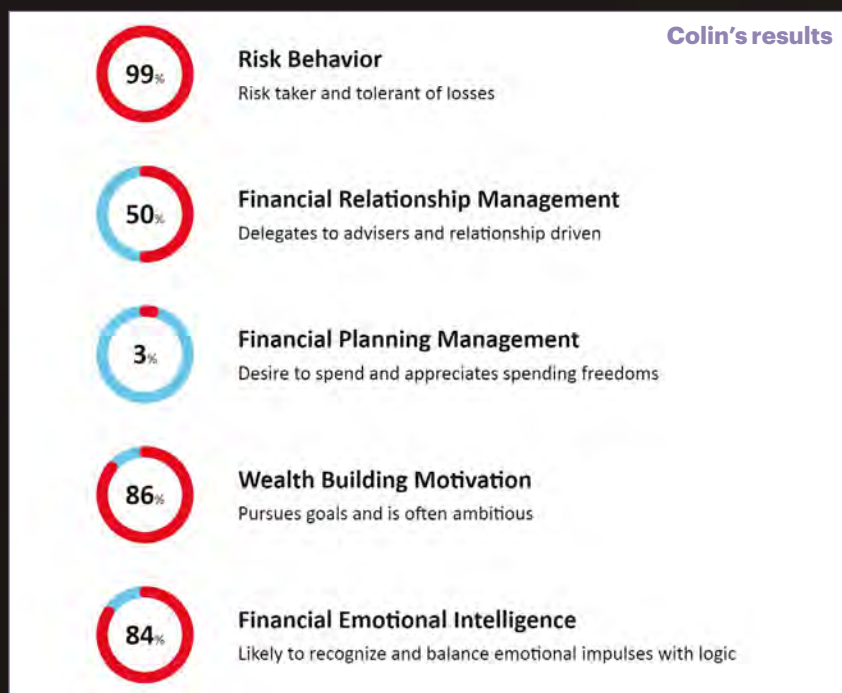 Colin's results
99%
Risk Behavior
Risk taker and tolerant of losses
50%
Financial Relationship Management
Delegates to advisers and relationship driven
3%
Financial Planning Management
Desire to spend and appreciates spending freedoms
86%
Wealth Building Motivation
Pursues goals and is often ambitious
84%
Financial Emotional Intelligence
Likely to recognize and balance emotional impulses with logic